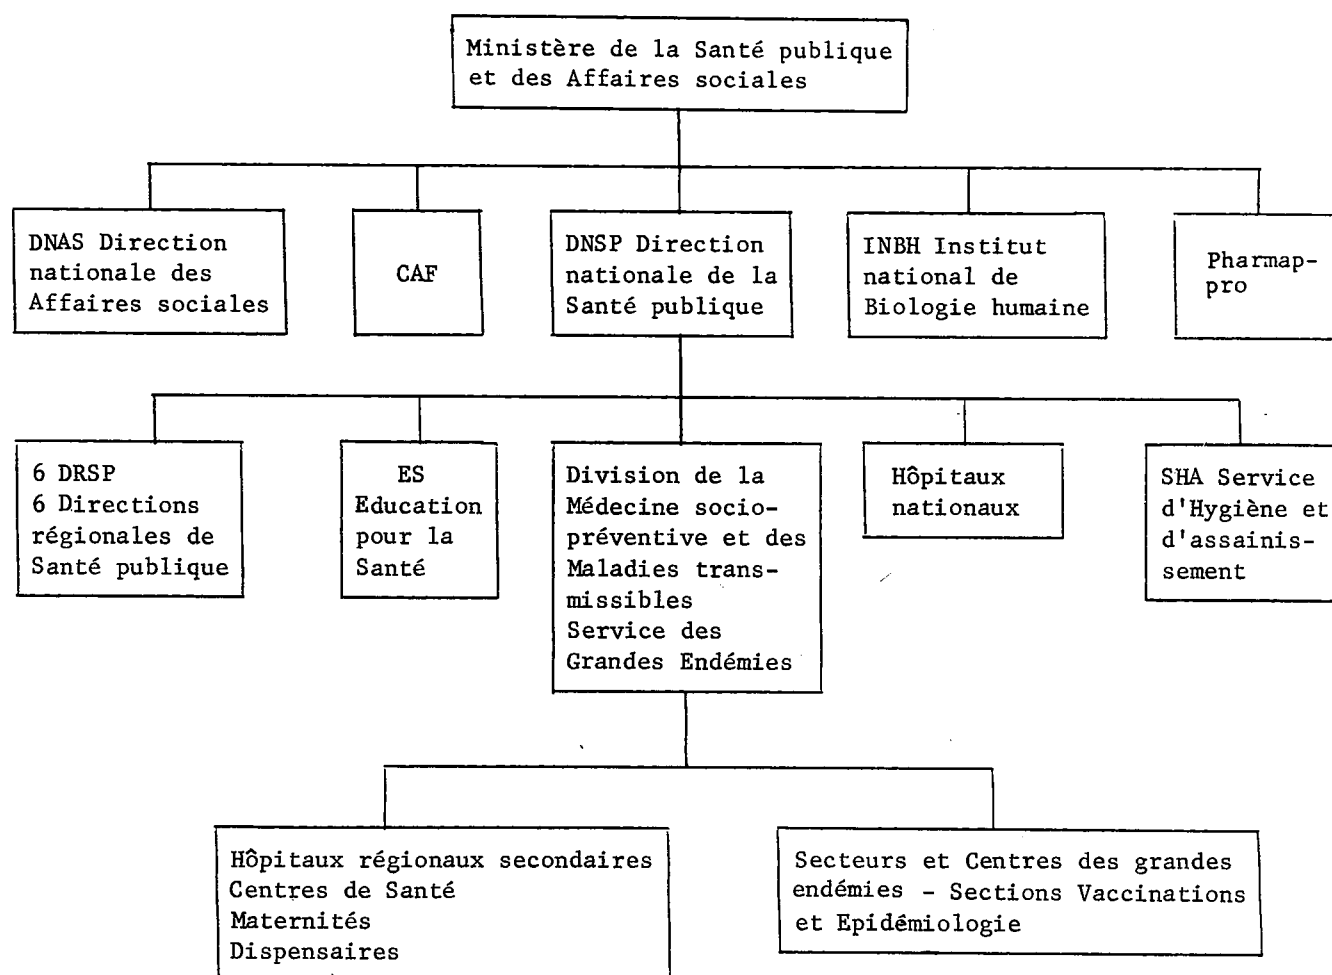 Ministère de la Santé publique
et des Affaires sociales
DNAS Direction
nationale des
Affaires sociales
CAF
DNSP Direction
nationale de la
Santé publique
INBH Institut
national de
Biologie humaine
Pharmap-
pro
6 DRSP
6 Directions
régionales de
Santé publique
ES
Education
pour la
Santé
Division de la
Médecine socio-
préventive et des
Maladies trans-
missibles
Service des
Grandes Endémies
Hôpitaux
nationaux
SHA Service
d'Hygiène et
d'assainis-
sement
Hôpitaux régionaux secondaires
Centres de Santé
Maternités
Dispensaires
Secteurs et Centres des grandes
endémies - Sections Vaccinations
et Epidémiologie